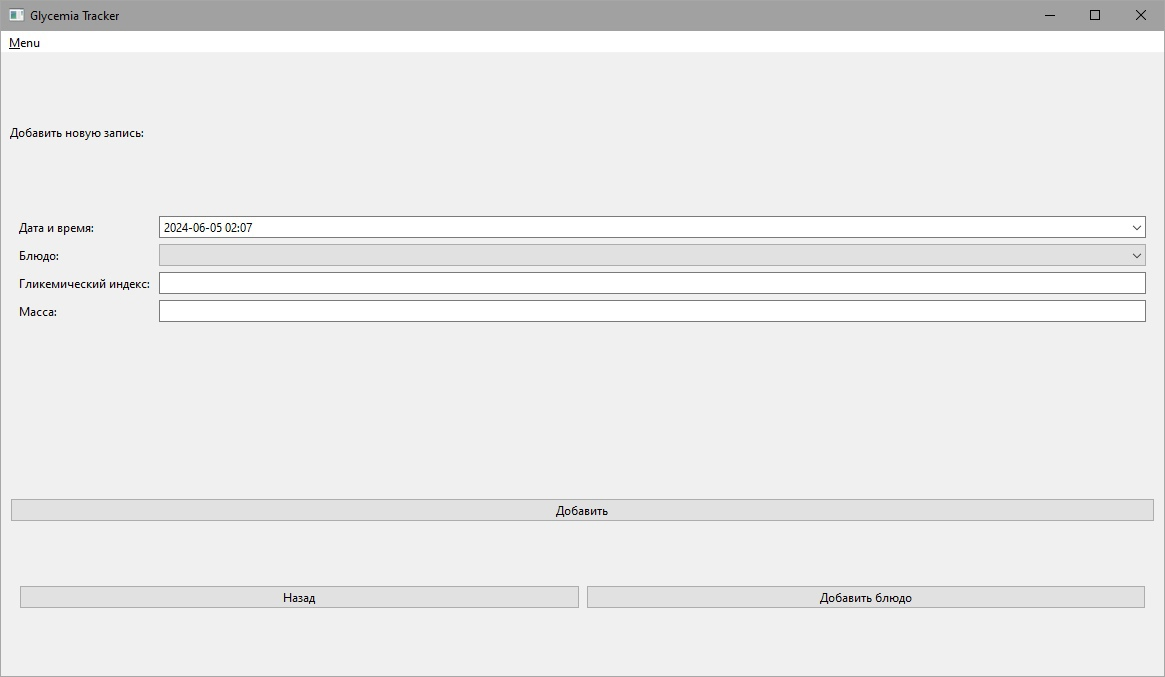 Glycemia Tracker
Menu
Добавить новую запись:
Дата и время: 2024-06-05 02:07
Блюдо:
Гликемический индекс:
Масса:
Добавить
Назад Добавить блюдо